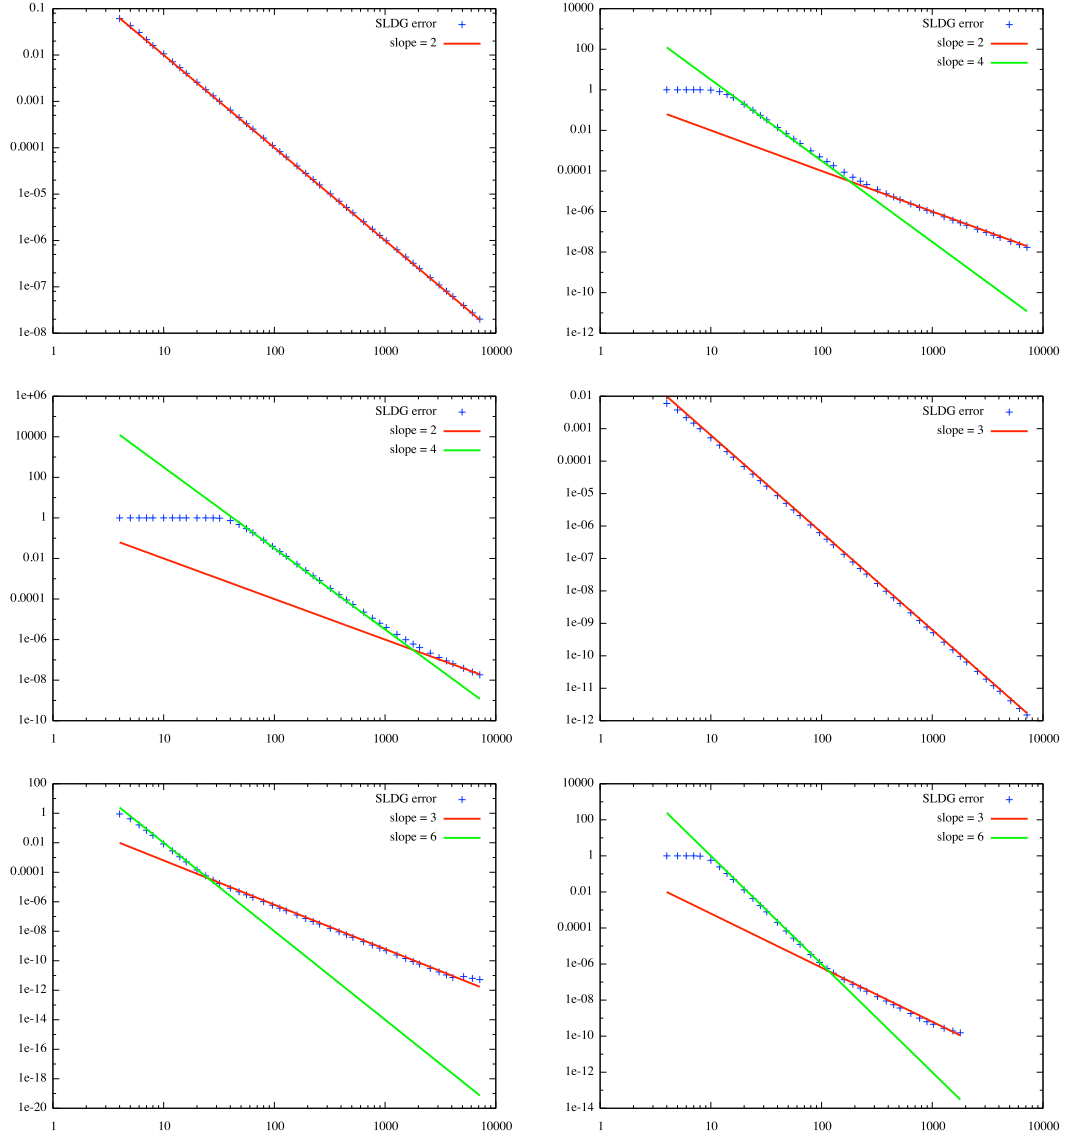 0.1
SLDG error
slope = 2
0.01
0.001
0.0001
1e-05
1e-06
1e-07
1e-08
1 10 100 1000 10000
10000
SLDG error
slope = 2
100
slope = 4
1
0.01
0.0001
1e-06
1e-08
1e-10
1e-12
1 10 100 1000 10000
1e+06
SLDG error
slope = 2
10000
slope = 4
100
1
0.01
0.0001
1e-06
1e-08
1e-10
1 10 100 1000 10000
0.01
SLDG error
slope = 3
0.001
0.0001
1e-05
1e-06
1e-07
1e-08
1e-09
1e-10
1e-11
1e-12
1 10 100 1000 10000
100
SLDG error
1
slope = 3
slope = 6
0.01
0.0001
1e-06
1e-08
1e-10
1e-12
1e-14
1e-16
1e-18
1e-20
1 10 100 1000 10000
10000
SLDG error
100
slope = 3
slope = 6
1
0.01
0.0001
1e-06
1e-08
1e-10
1e-12
1e-14
1 10 100 1000 10000